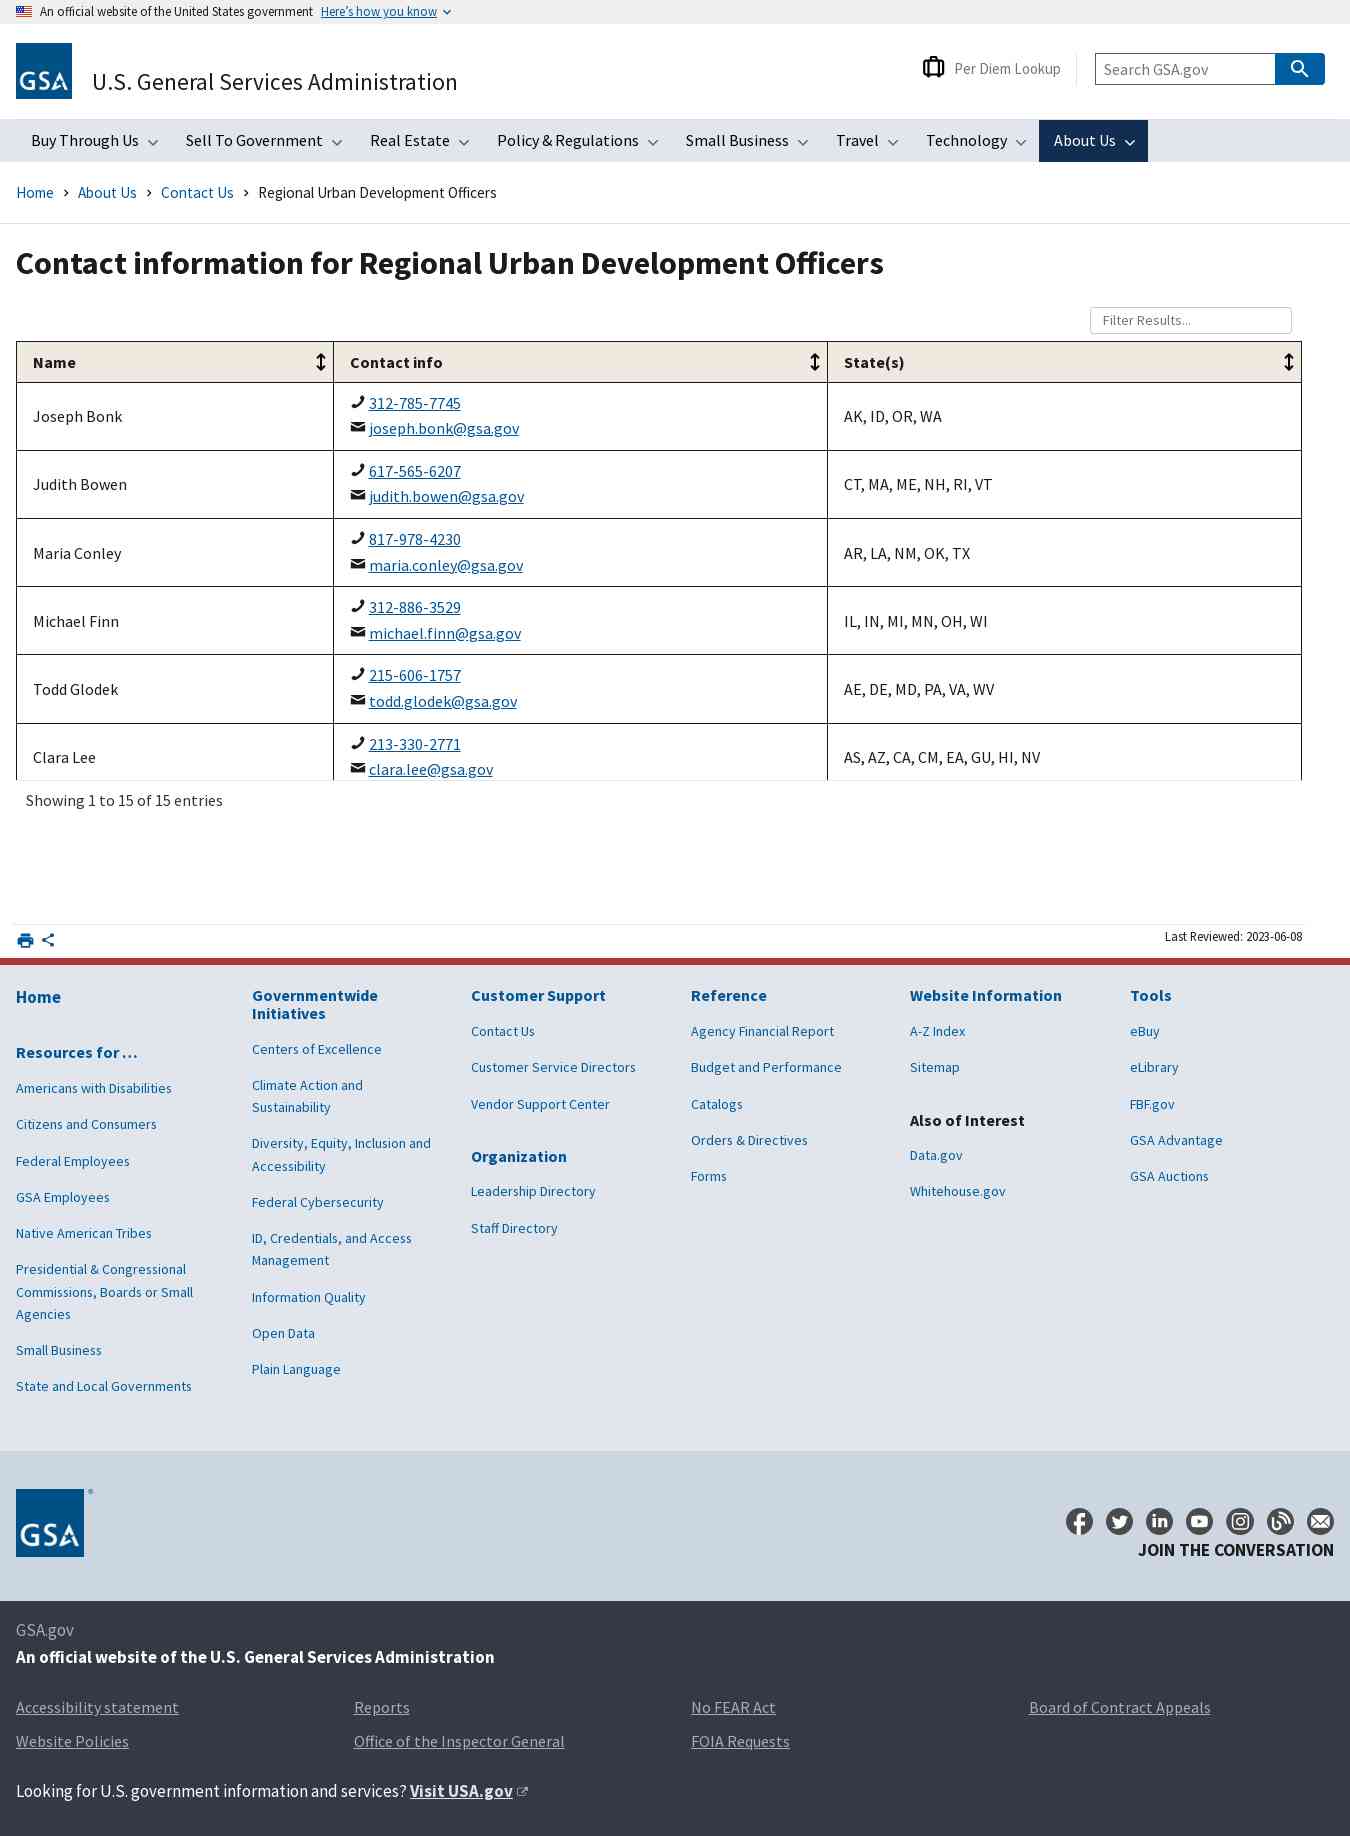 An official website of the United States government Here's how you know
GSA
U.S. General Services Administration
Per Diem Lookup
Search GSA.gov
Buy Through Us Sell To Government Real Estate Policy & Regulations Small Business Travel Technology About Us
Home About Us Contact Us Regional Urban Development Officers
Contact information for Regional Urban Development Officers
Filter Results...
Name Contact info State(s)
Joseph Bonk
312-785-7745
joseph.bonk@gsa.gov
AK, ID, OR, WA
Judith Bowen
617-565-6207
judith.bowen@gsa.gov
CT, MA, ME, NH, RI, VT
Maria Conley
817-978-4230
maria.conley@gsa.gov
AR, LA, NM, OK, TX
Michael Finn
312-886-3529
michael.finn@gsa.gov
IL, IN, MI, MN, OH, WI
Todd Glodek
215-606-1757
todd.glodek@gsa.gov
AE, DE, MD, PA, VA, WV
Clara Lee
213-330-2771
clara.lee@gsa.gov
AS, AZ, CA, CM, EA, GU, HI, NV
Showing 1 to 15 of 15 entries
Last Reviewed: 2023-06-08
Home
Resources for …
Americans with Disabilities
Citizens and Consumers
Federal Employees
GSA Employees
Native American Tribes
Presidential & Congressional
Commissions, Boards or Small
Agencies
Small Business
State and Local Governments
Governmentwide
Initiatives
Centers of Excellence
Climate Action and
Sustainability
Diversity, Equity, Inclusion and
Accessibility
Federal Cybersecurity
ID, Credentials, and Access
Management
Information Quality
Open Data
Plain Language
Customer Support
Contact Us
Customer Service Directors
Vendor Support Center
Organization
Leadership Directory
Staff Directory
Reference
Agency Financial Report
Budget and Performance
Catalogs
Orders & Directives
Forms
Website Information
A-Z Index
Sitemap
Also of Interest
Data.gov
Whitehouse.gov
Tools
eBuy
eLibrary
FBF.gov
GSA Advantage
GSA Auctions
GSA ®
JOIN THE CONVERSATION
GSA.gov
An official website of the U.S. General Services Administration
Accessibility statement Reports No FEAR Act Board of Contract Appeals
Website Policies Office of the Inspector General FOIA Requests
Looking for U.S. government information and services? Visit USA.gov